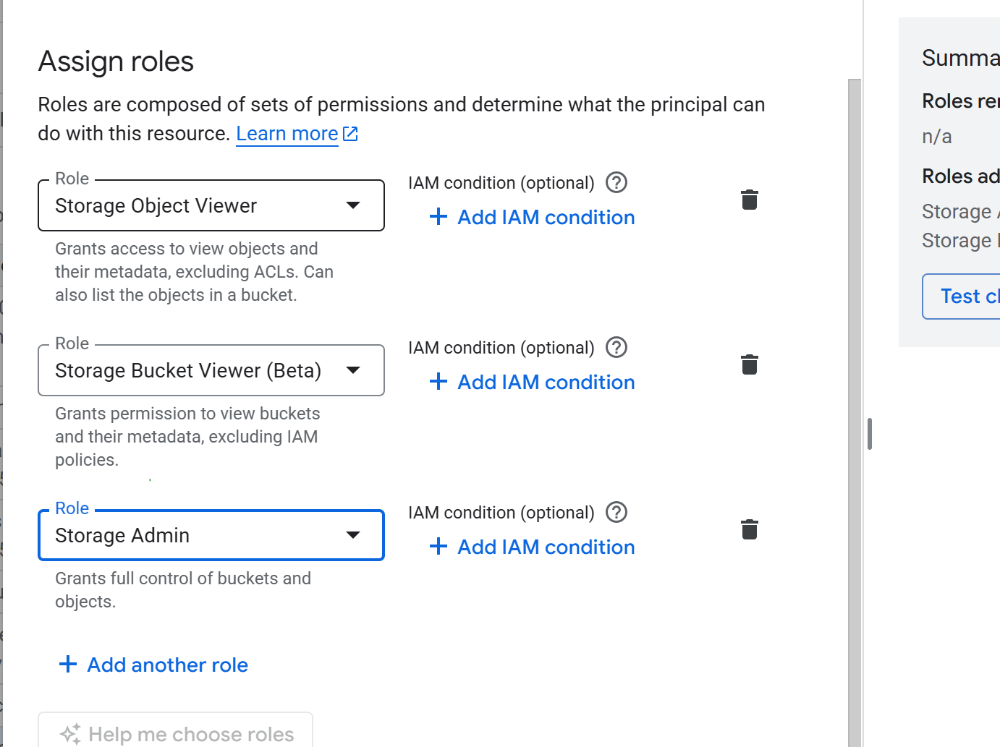 Assign roles
Roles are composed of sets of permissions and determine what the principal can
do with this resource. Learn more
Role
Storage Object Viewer
IAM condition (optional)
Add IAM condition
Grants access to view objects and
their metadata, excluding ACLs. Can
also list the objects in a bucket.
Role
Storage Bucket Viewer (Beta)
IAM condition (optional)
Add IAM condition
Grants permission to view buckets
and their metadata, excluding IAM
policies.
Role
Storage Admin
IAM condition (optional)
Add IAM condition
Grants full control of buckets and
objects.
Add another role
Help me choose roles
Summa
Roles re
n/a
Roles ad
Storage
Storage
Test